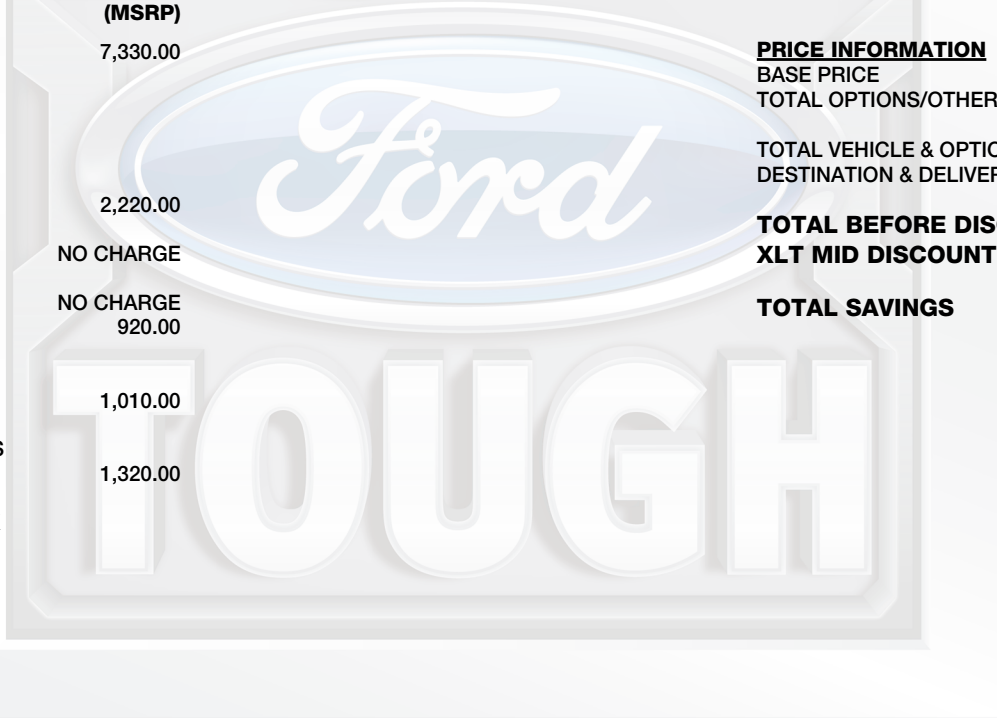 (MSRP)
7,330.00
2,220.00
NO CHARGE
NO CHARGE
920.00
1,010.00
1,320.00
PRICE INFORMATION
BASE PRICE
TOTAL OPTIONS/OTHER
TOTAL VEHICLE & OPTIO
DESTINATION & DELIVER
TOTAL BEFORE DISC
XLT MID DISCOUNT
TOTAL SAVINGS
Ford
TOUGH